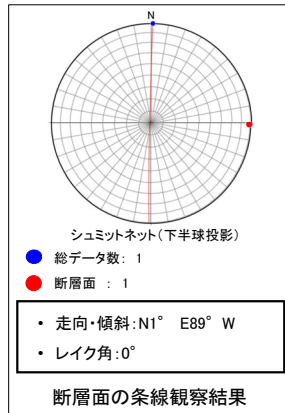 N
シュミットネット(下半球投影)
総データ数: 1
断層面 : 1
• 走向・傾斜:N1° E89° W
• レイク角:0°
断層面の条線観察結果